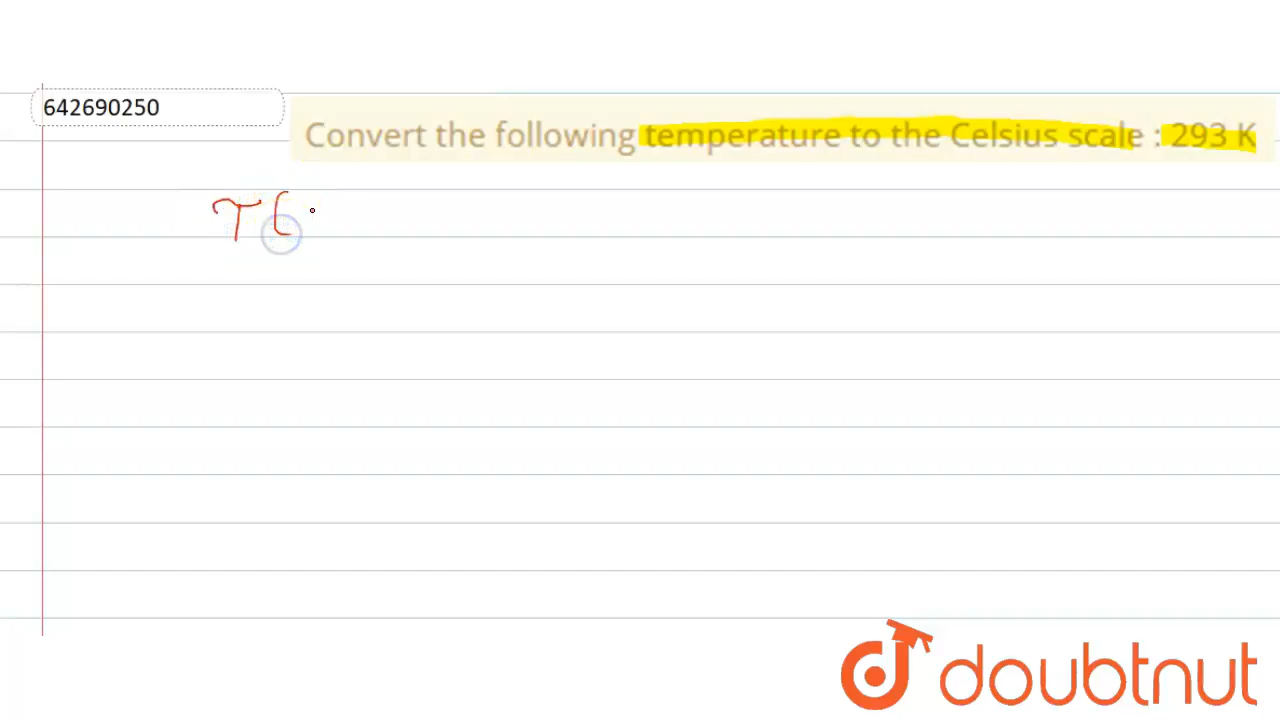 642690250
Convert the following temperature to the Celsius scale : 293 K
T(
doubtnut